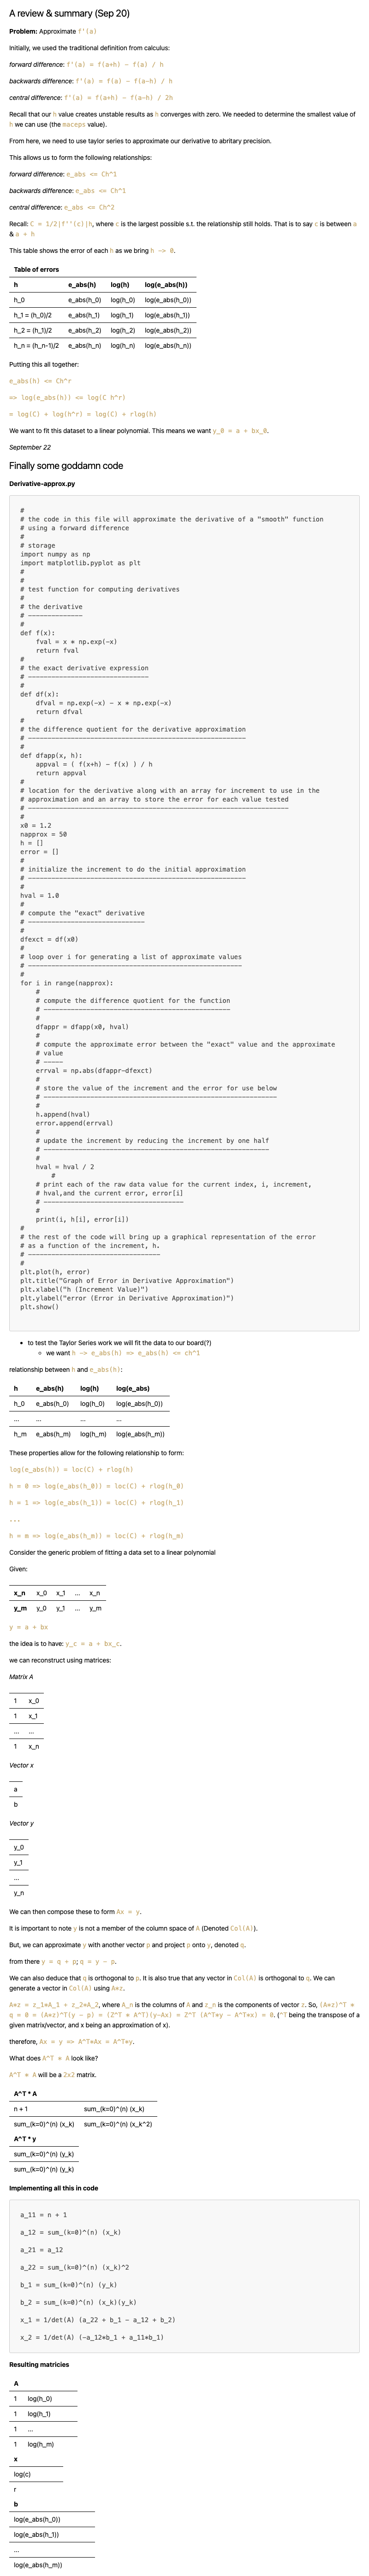 A review & summary (Sep 20)
Problem: Approximate f'(a)
Initially, we used the traditional definition from calculus:
forward difference: f'(a) = f(a+h) - f(a) / h
backwards difference: f'(a) = f(a) - f(a-h) / h
central difference: f'(a) = f(a+h) - f(a-h) / 2h
Recall that our h value creates unstable results as h converges with zero. We needed to determine the smallest value of
h we can use (the maceps value).
From here, we need to use taylor series to approximate our derivative to abritary precision.
This allows us to form the following relationships:
forward difference: e_abs <= Ch^1
backwards difference: e_abs <= Ch^1
central difference: e_abs <= Ch^2
Recall: C = 1/2|f''(c)|h, where c is the largest possible s.t. the relationship still holds. That is to say c is between a
& a + h
This table shows the error of each h as we bring h -> 0.
Table of errors
h e_abs(h) log(h) log(e_abs(h))
h_0 e_abs(h_0) log(h_0) log(e_abs(h_0))
h_1 = (h_0)/2 e_abs(h_1) log(h_1) log(e_abs(h_1))
h_2 = (h_1)/2 e_abs(h_2) log(h_2) log(e_abs(h_2))
h_n = (h_n-1)/2 e_abs(h_n) log(h_n) log(e_abs(h_n))
Putting this all together:
e_abs(h) <= Ch^r
=> log(e_abs(h)) <= log(C h^r)
= log(C) + log(h^r) = log(C) + rlog(h)
We want to fit this dataset to a linear polynomial. This means we want y_0 = a + bx_0.
September 22
Finally some goddamn code
Derivative-approx.py
#
# the code in this file will approximate the derivative of a "smooth" function
# using a forward difference
#
# storage
import numpy as np
import matplotlib.pyplot as plt
#
#
# test function for computing derivatives
#
# the derivative
# --------------
#
def f(x):
    fval = x * np.exp(-x)
    return fval
#
# the exact derivative expression
# -------------------------------
#
def df(x):
    dfval = np.exp(-x) - x * np.exp(-x)
    return dfval
#
# the difference quotient for the derivative approximation
# --------------------------------------------------------
#
def dfapp(x, h):
    appval = ( f(x+h) - f(x) ) / h
    return appval
#
# location for the derivative along with an array for increment to use in the
# approximation and an array to store the error for each value tested
# -------------------------------------------------------------------
#
x0 = 1.2
napprox = 50
h = []
error = []
#
# initialize the increment to do the initial approximation
# --------------------------------------------------------
#
hval = 1.0
#
# compute the "exact" derivative
# ------------------------------
#
dfexct = df(x0)
#
# loop over i for generating a list of approximate values
# -------------------------------------------------------
#
for i in range(napprox):
    #
    # compute the difference quotient for the function
    # ------------------------------------------------
    #
    dfappr = dfapp(x0, hval)
    #
    # compute the approximate error between the "exact" value and the approximate
    # value
    # -----
    errval = np.abs(dfappr-dfexct)
    #
    # store the value of the increment and the error for use below
    # ------------------------------------------------------------
    #
    h.append(hval)
    error.append(errval)
    #
    # update the increment by reducing the increment by one half
    # ----------------------------------------------------------
    #
    hval = hval / 2
        #
    # print each of the raw data value for the current index, i, increment,
    # hval,and the current error, error[i]
    # ------------------------------------
    #
    print(i, h[i], error[i])
#
# the rest of the code will bring up a graphical representation of the error
# as a function of the increment, h.
# ----------------------------------
#
plt.plot(h, error)
plt.title("Graph of Error in Derivative Approximation")
plt.xlabel("h (Increment Value)")
plt.ylabel("error (Error in Derivative Approximation)")
plt.show()
• to test the Taylor Series work we will fit the data to our board(?)
◦ we want h -> e_abs(h) => e_abs(h) <= ch^1
relationship between h and e_abs(h):
h e_abs(h) log(h) log(e_abs)
h_0 e_abs(h_0) log(h_0) log(e_abs(h_0))
... ... ... ...
h_m e_abs(h_m) log(h_m) log(e_abs(h_m))
These properties allow for the following relationship to form:
log(e_abs(h)) = loc(C) + rlog(h)
h = 0 => log(e_abs(h_0)) = loc(C) + rlog(h_0)
h = 1 => log(e_abs(h_1)) = loc(C) + rlog(h_1)
...
h = m => log(e_abs(h_m)) = loc(C) + rlog(h_m)
Consider the generic problem of fitting a data set to a linear polynomial
Given:
x_n x_0 x_1 ... x_n
y_m y_0 y_1 ... y_m
y = a + bx
the idea is to have: y_c = a + bx_c.
we can reconstruct using matrices:
Matrix A
1 x_0
1 x_1
... ...
1 x_n
Vector x
a
b
Vector y
y_0
y_1
...
y_n
We can then compose these to form Ax = y.
It is important to note y is not a member of the column space of A (Denoted Col(A)).
But, we can approximate y with another vector p and project p onto y, denoted q.
from there y = q + p; q = y - p.
We can also deduce that q is orthogonal to p. It is also true that any vector in Col(A) is orthogonal to q. We can
generate a vector in Col(A) using A*z.
A*z = z_1*A_1 + z_2*A_2, where A_n is the columns of A and z_n is the components of vector z. So, (A*z)^T *
q = 0 = (A*z)^T(y - p) = (Z^T * A^T)(y-Ax) = Z^T (A^T*y - A^T*x) = 0. (^T being the transpose of a
given matrix/vector, and x being an approximation of x).
therefore, Ax = y <=> A^T*Ax = A^T*y.
What does A^T * A look like?
A^T * A will be a 2x2 matrix.
A^T * A
n + 1 sum_(k=0)^(n) (x_k)
sum_(k=0)^(n) (x_k) sum_(k=0)^(n) (x_k^2)
A^T * y
sum_(k=0)^(n) (y_k)
sum_(k=0)^(n) (y_k)
Implementing all this in code
a_11 = n + 1
a_12 = sum_(k=0)^(n) (x_k)
a_21 = a_12
a_22 = sum_(k=0)^(n) (x_k)^2
b_1 = sum_(k=0)^(n) (y_k)
b_2 = sum_(k=0)^(n) (x_k)(y_k)
x_1 = 1/det(A) (a_22 + b_1 - a_12 + b_2)
x_2 = 1/det(A) (-a_12*b_1 + a_11*b_1)
Resulting matricies
A
1 log(h_0)
1 log(h_1)
1 ...
1 log(h_m)
x
log(c)
r
b
log(e_abs(h_0))
log(e_abs(h_1))
...
log(e_abs(h_m))